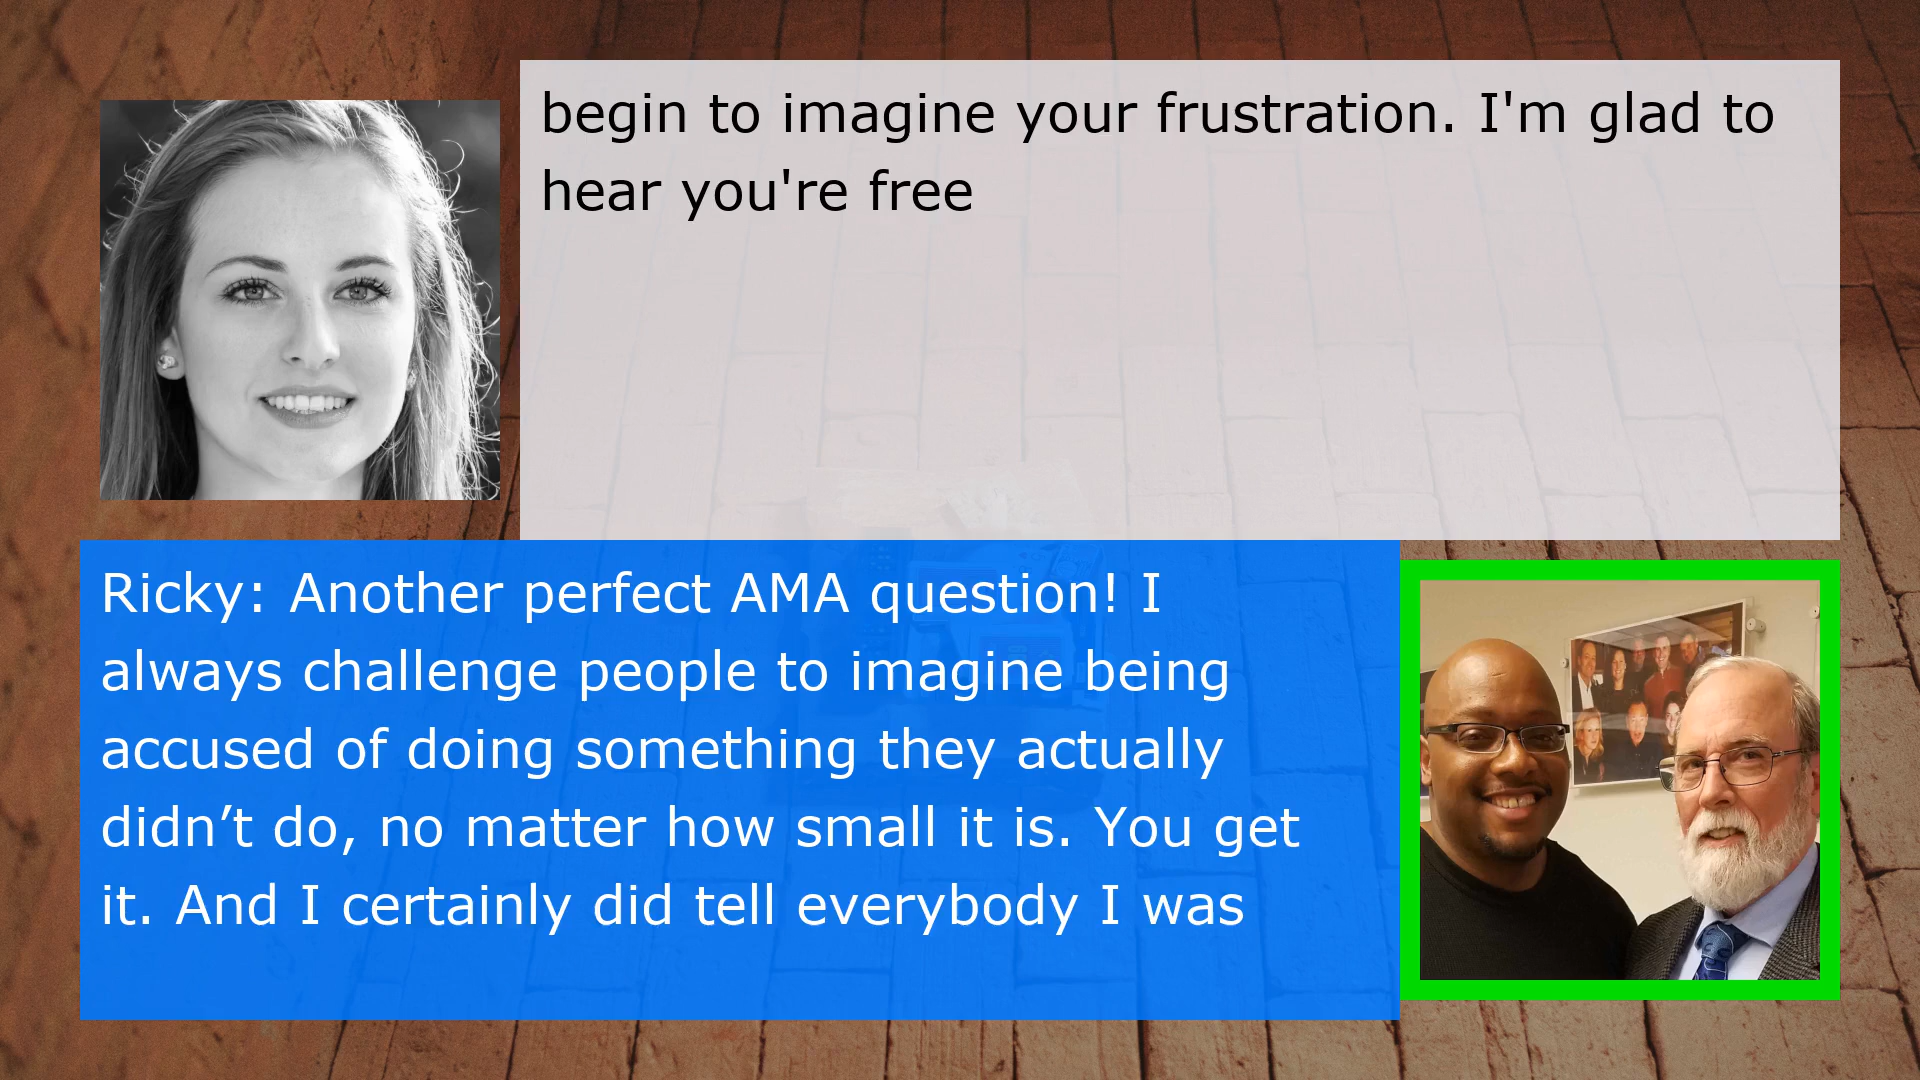 begin to imagine your frustration. I'm glad to
hear you're free
Ricky: Another perfect AMA question! I
always challenge people to imagine being
accused of doing something they actually
didn’t do, no matter how small it is. You get
it. And I certainly did tell everybody I was